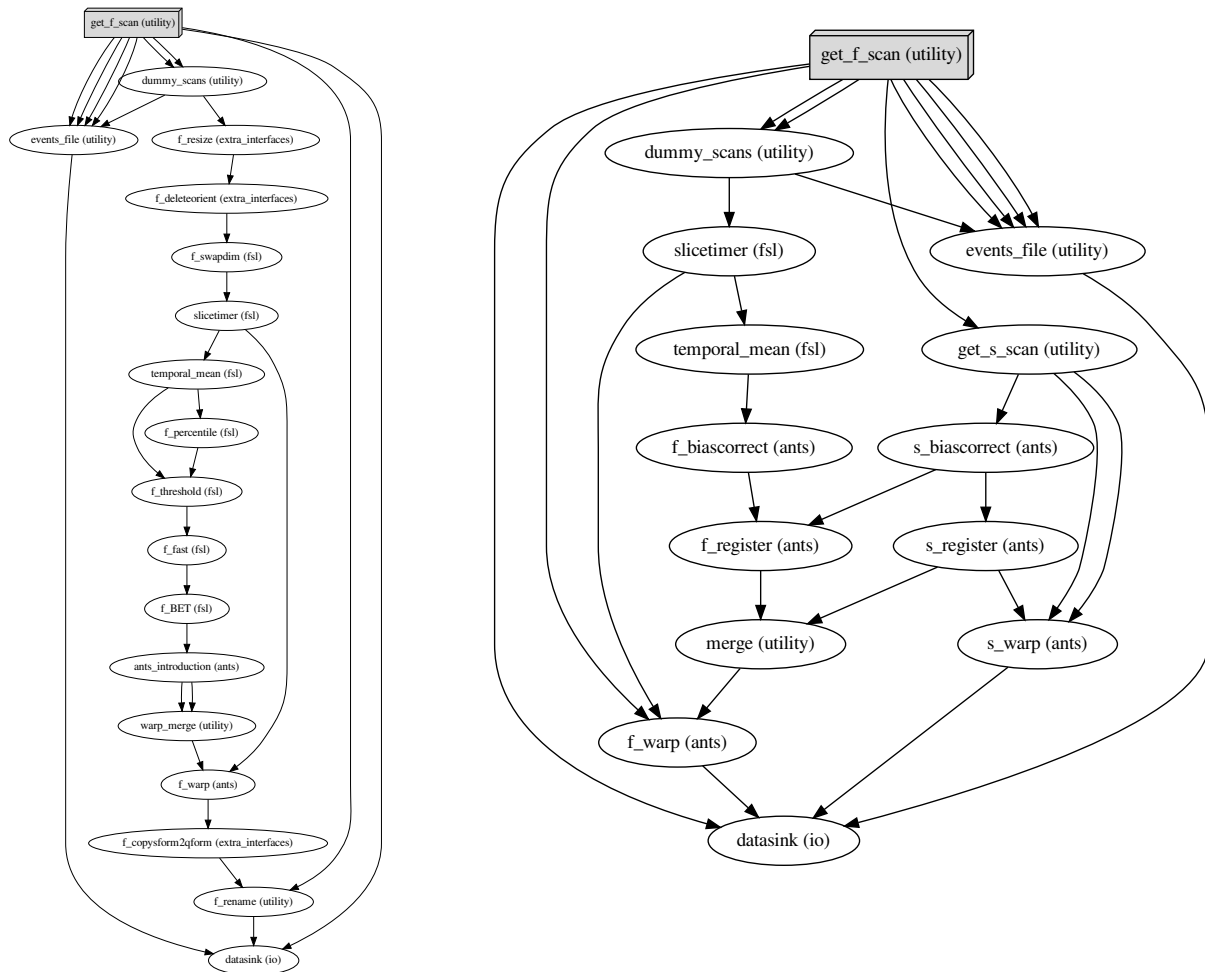 get_f_scan (utility)
dummy_scans (utility)
events_file (utility)
f_resize (extra_interfaces)
f_deleteorient (extra_interfaces)
f_swapdim (fsl)
slicetimer (fsl)
temporal_mean (fsl)
f_percentile (fsl)
f_threshold (fsl)
f_fast (fsl)
f_BET (fsl)
ants_introduction (ants)
warp_merge (utility)
f_warp (ants)
f_copysform2qform (extra_interfaces)
f_rename (utility)
datasink (io)
get_f_scan (utility)
dummy_scans (utility)
slicetimer (fsl)
events_file (utility)
temporal_mean (fsl)
get_s_scan (utility)
f_biascorrect (ants)
s_biascorrect (ants)
f_register (ants)
s_register (ants)
merge (utility)
s_warp (ants)
f_warp (ants)
datasink (io)